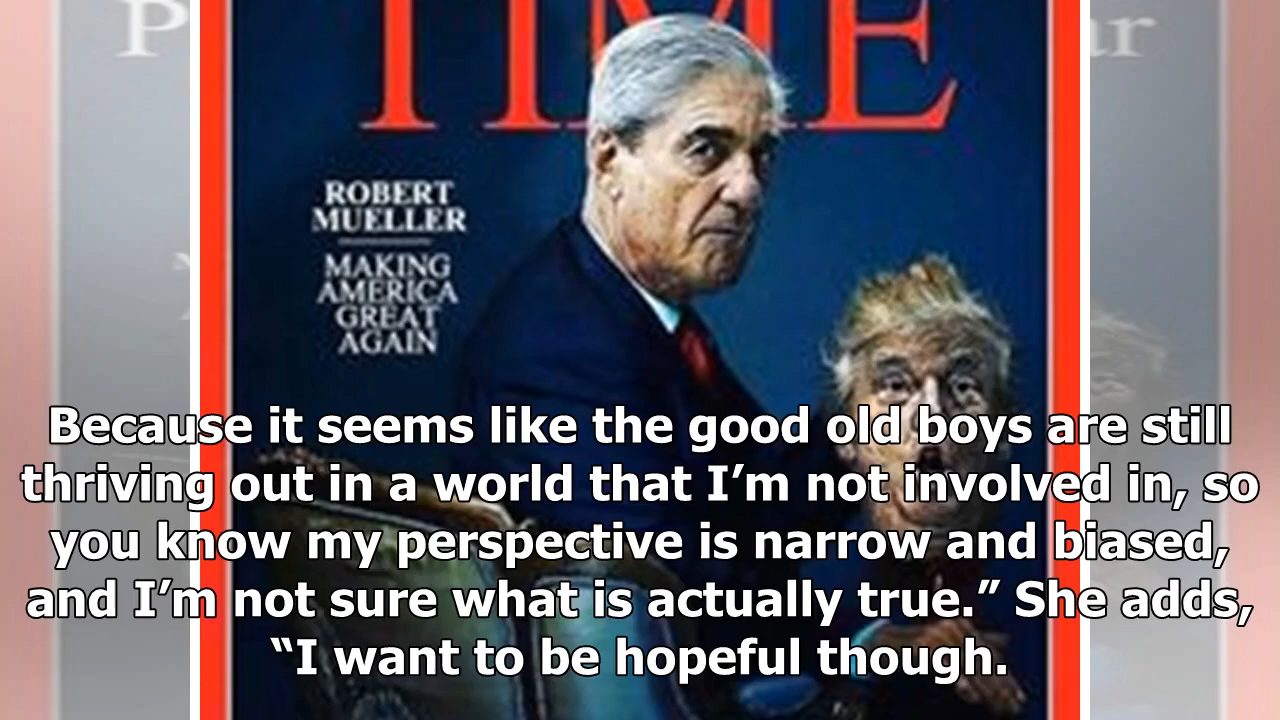 TIME
P
ar
ROBERT
MUELLER
MAKING
AMERICA
GREAT
AGAIN
Because it seems like the good old boys are still
thriving out in a world that I’m not involved in, so
you know my perspective is narrow and biased,
and I’m not sure what is actually true.” She adds,
“I want to be hopeful though.